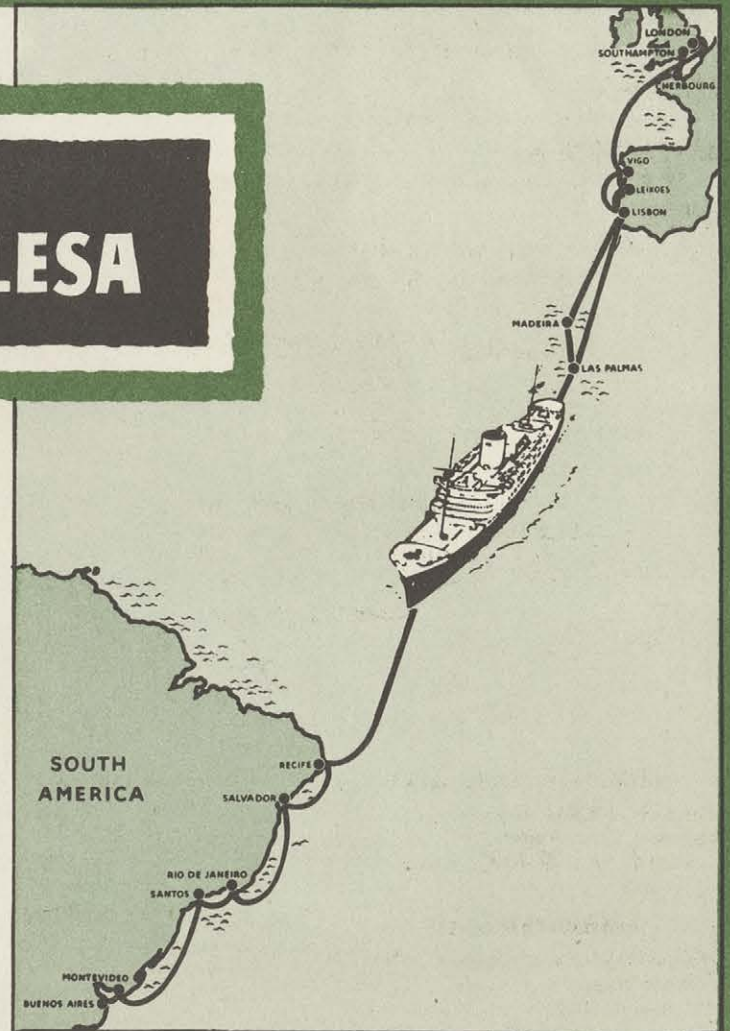 LONDON
SOUTHAMPTON
CHERBOURG
VIGO
LEIXOES
LISBON
LESA
MADEIRA
LAS PALMAS
SOUTH
AMERICA
RECIFE
SALVADOR
RIO DE JANEIRO
SANTOS
MONTEVIDEO
BUENOS AIRES